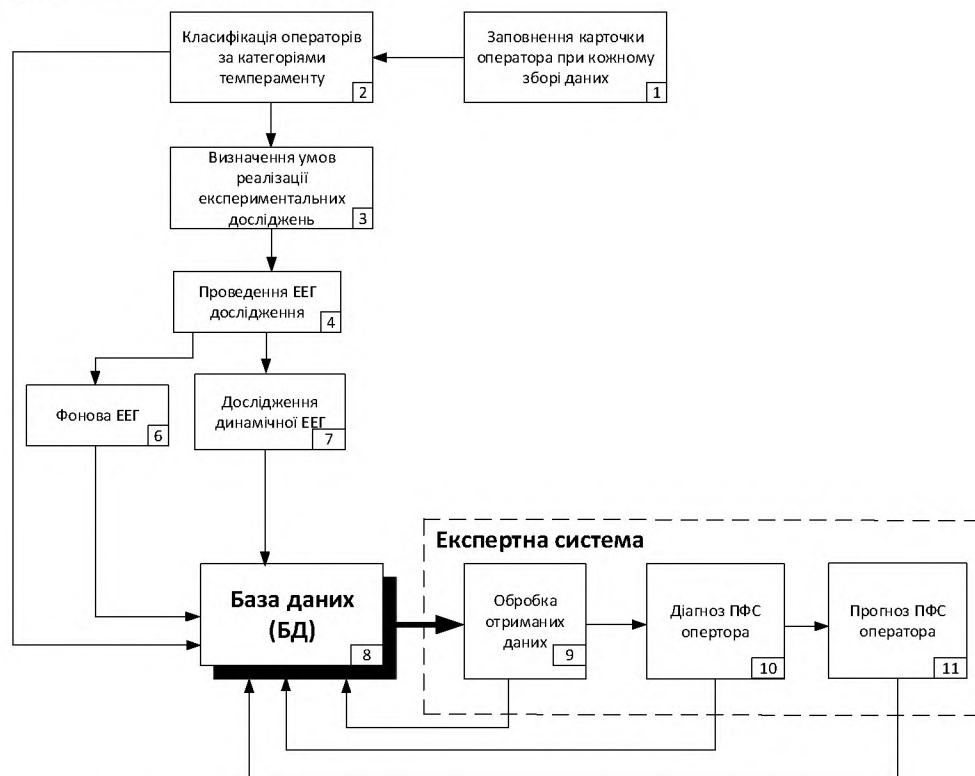 Класифікація операторів
за категоріями
темпераменту
2
Заповнення карточки
оператора при кожному
зборі даних
1
Визначення умов
реалізації
експериментальних
досліджень
3
Проведення ЕЕГ
дослідження
4
Фонова ЕЕГ
6
Дослідження
динамічної ЕЕГ
7
База даних
(БД)
8
Експертна система
Обробка
отриманих
даних
9
Діагноз ПФС
опертора
10
Прогноз ПФС
оператора
11